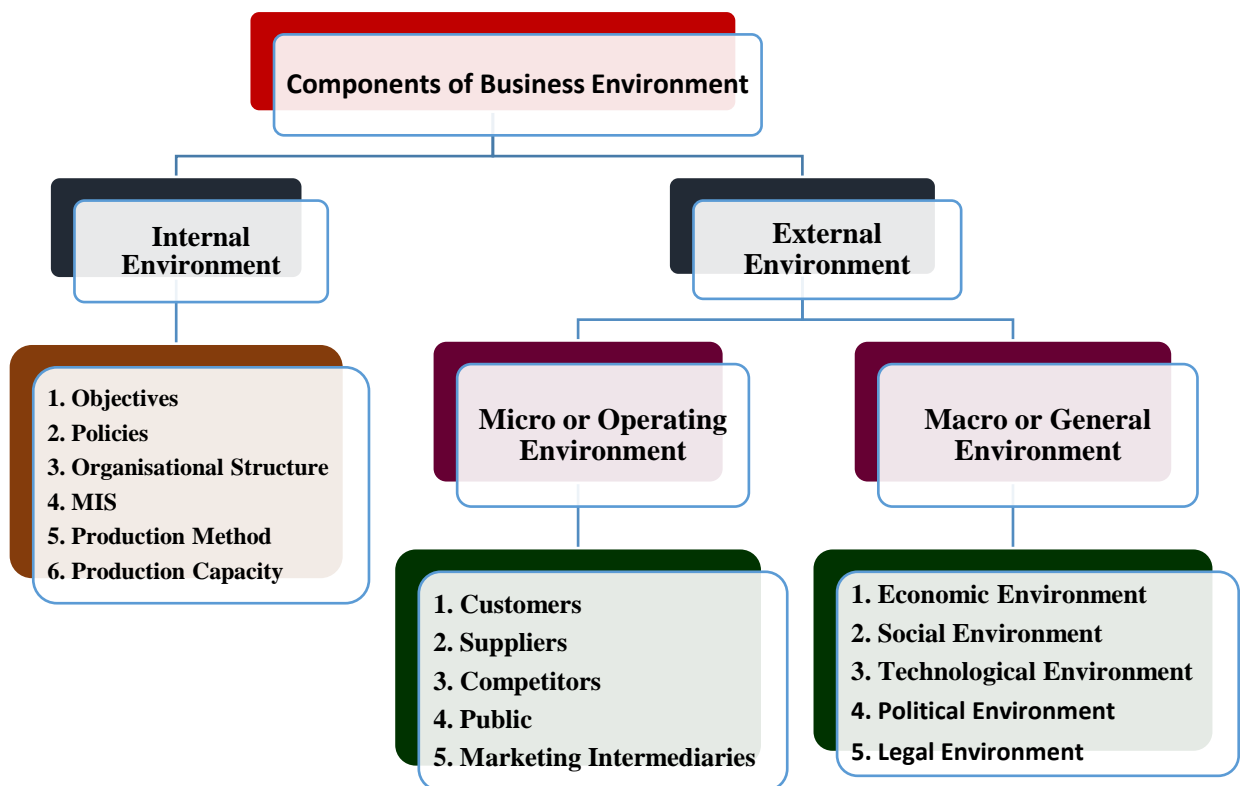 Components of Business Environment
Internal
Environment
External
Environment
1. Objectives
2. Policies
3. Organisational Structure
4. MIS
5. Production Method
6. Production Capacity
Micro or Operating
Environment
Macro or General
Environment
1. Customers
2. Suppliers
3. Competitors
4. Public
5. Marketing Intermediaries
1. Economic Environment
2. Social Environment
3. Technological Environment
4. Political Environment
5. Legal Environment